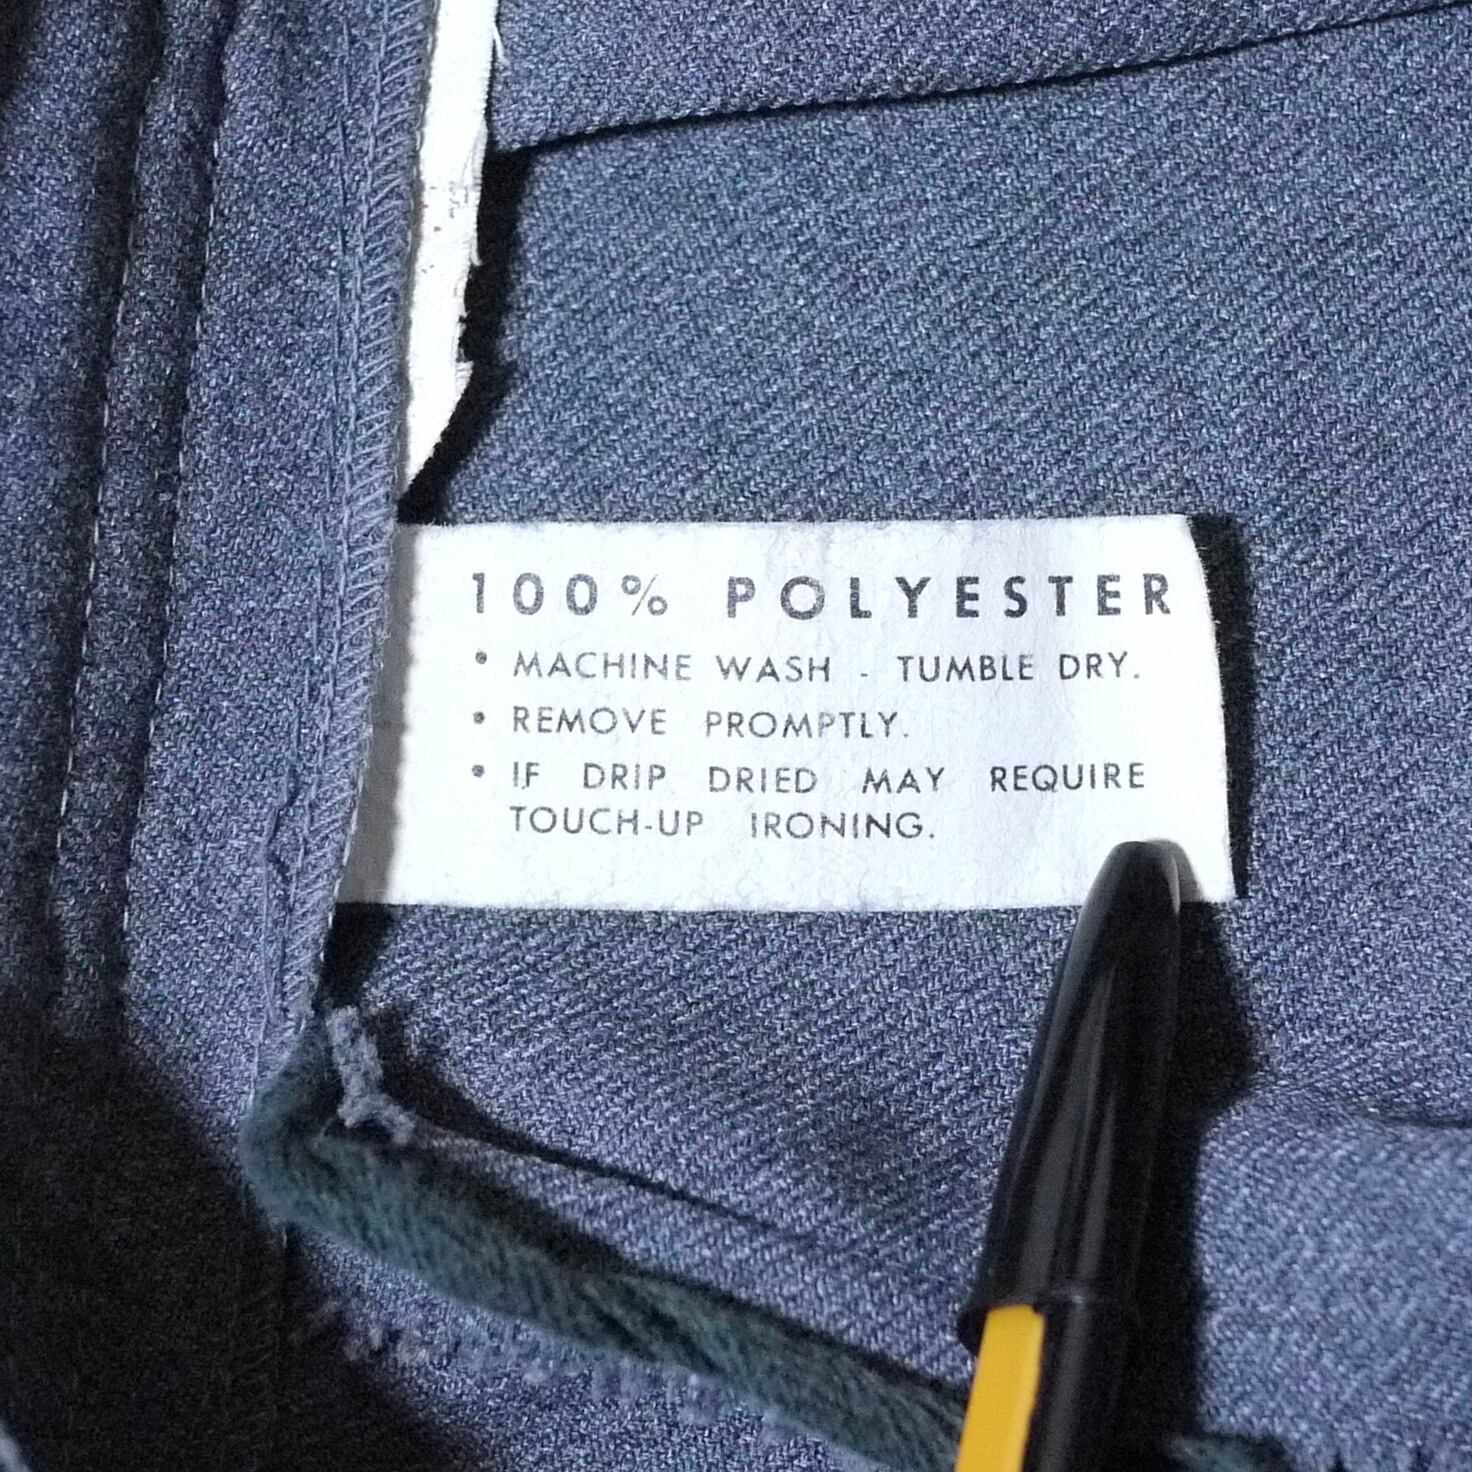 100% POLYESTER
• MACHINE WASH - TUMBLE DRY.
• REMOVE PROMPTLY.
• IF DRIP DRIED MAY REQUIRE
TOUCH-UP IRONING.